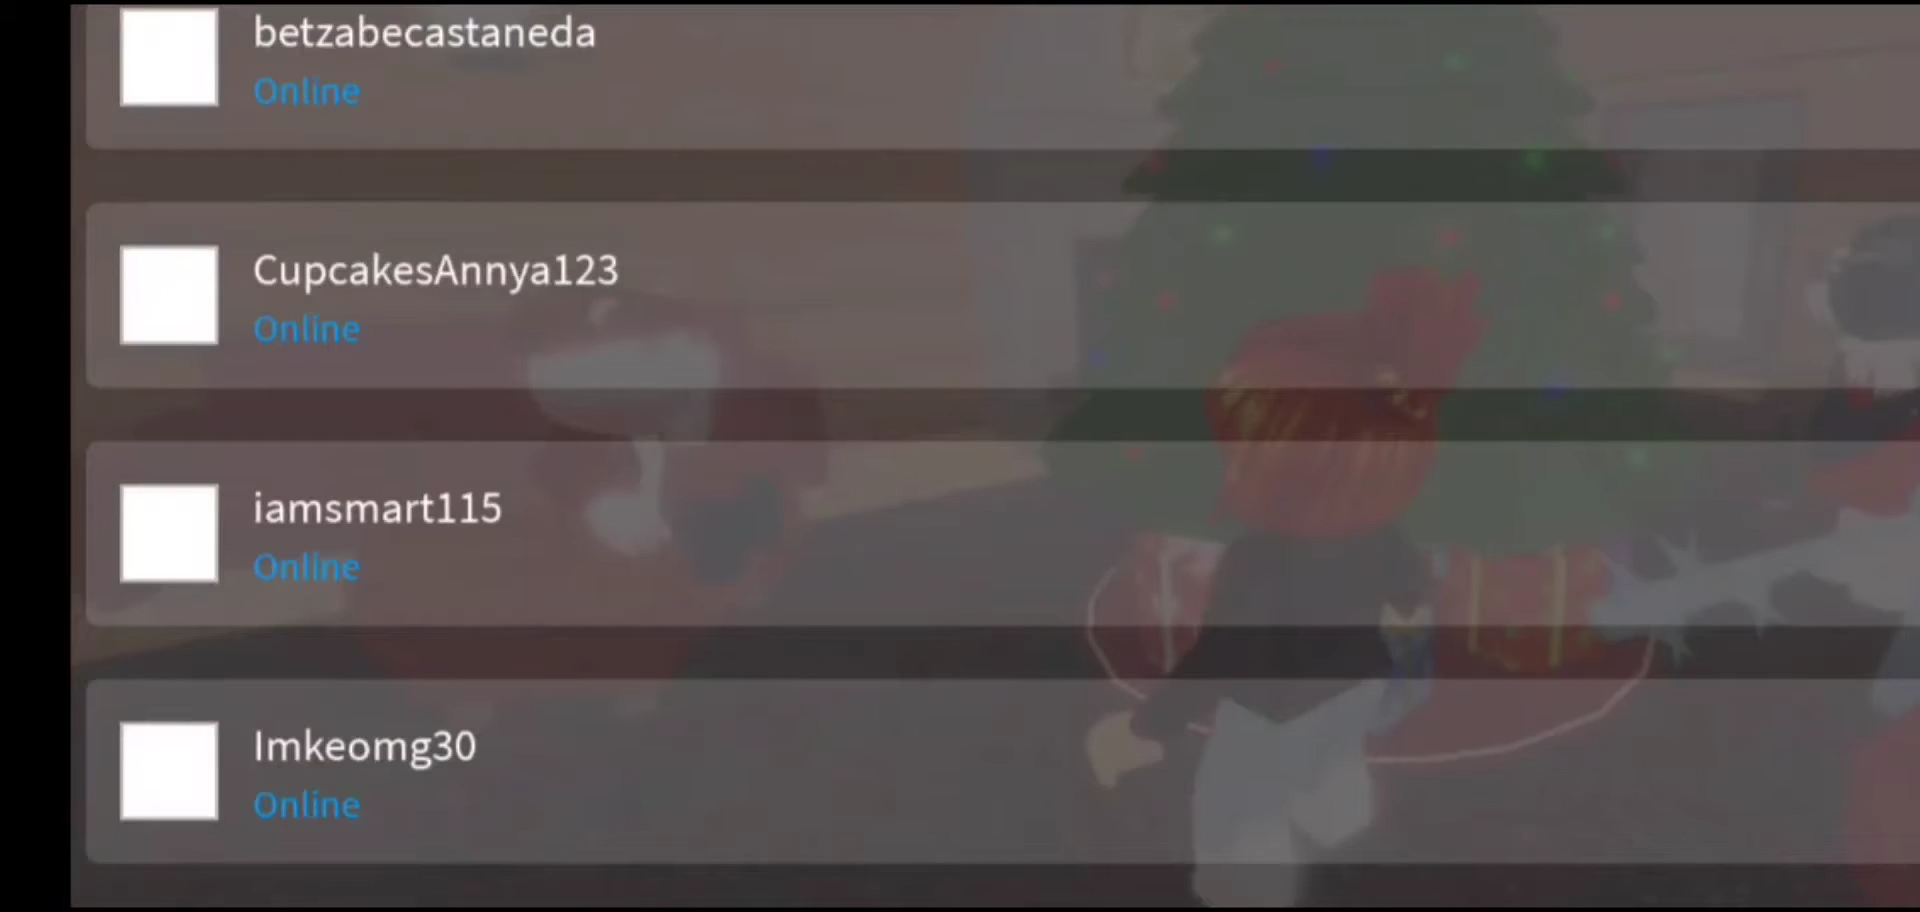 betzabecastaneda
Online
CupcakesAnnya123
Online
iamsmart115
Online
Imkeomg30
Online